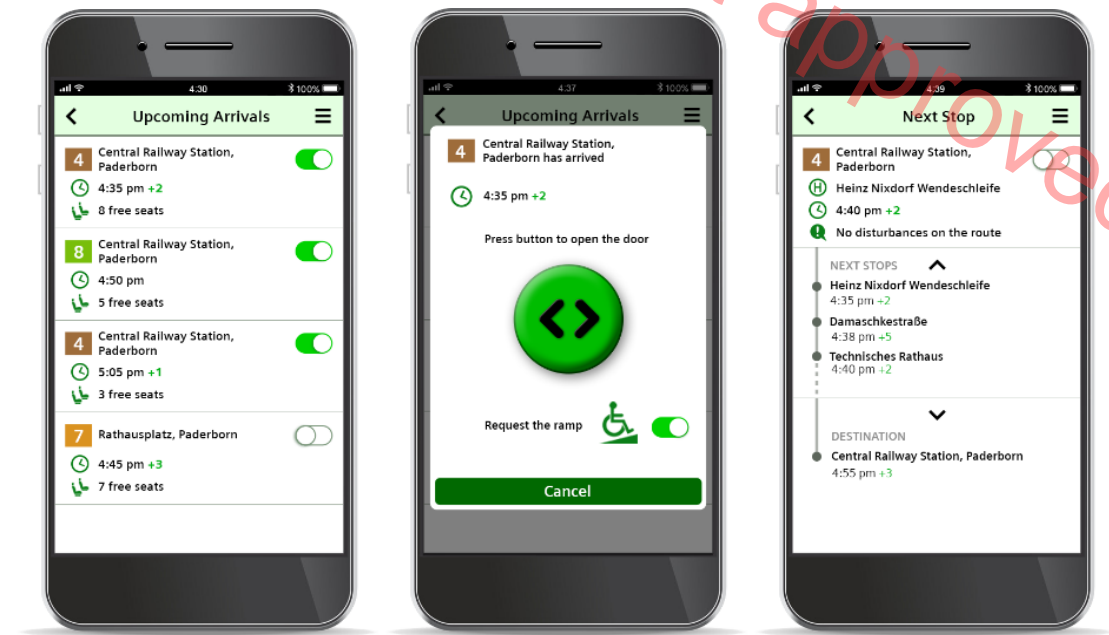 4:30
100%
Upcoming Arrivals
4
Central Railway Station,
Paderborn
4:35 pm +2
8 free seats
8
Central Railway Station,
Paderborn
4:50 pm
5 free seats
4
Central Railway Station,
Paderborn
5:05 pm +1
3 free seats
7
Rathausplatz, Paderborn
4:45 pm +3
7 free seats
4:37
100%
Upcoming Arrivals
4
Central Railway Station,
Paderborn has arrived
4:35 pm +2
Press button to open the door
Request the ramp
Cancel
4:39
100%
Next Stop
4
Central Railway Station,
Paderborn
H Heinz Nixdorf Wendeschleife
4:40 pm +2
No disturbances on the route
NEXT STOPS
Heinz Nixdorf Wendeschleife
4:35 pm +2
Damaschkestraße
4:38 pm +5
Technisches Rathaus
4:40 pm +2
DESTINATION
Central Railway Station, Paderborn
4:55 pm +3